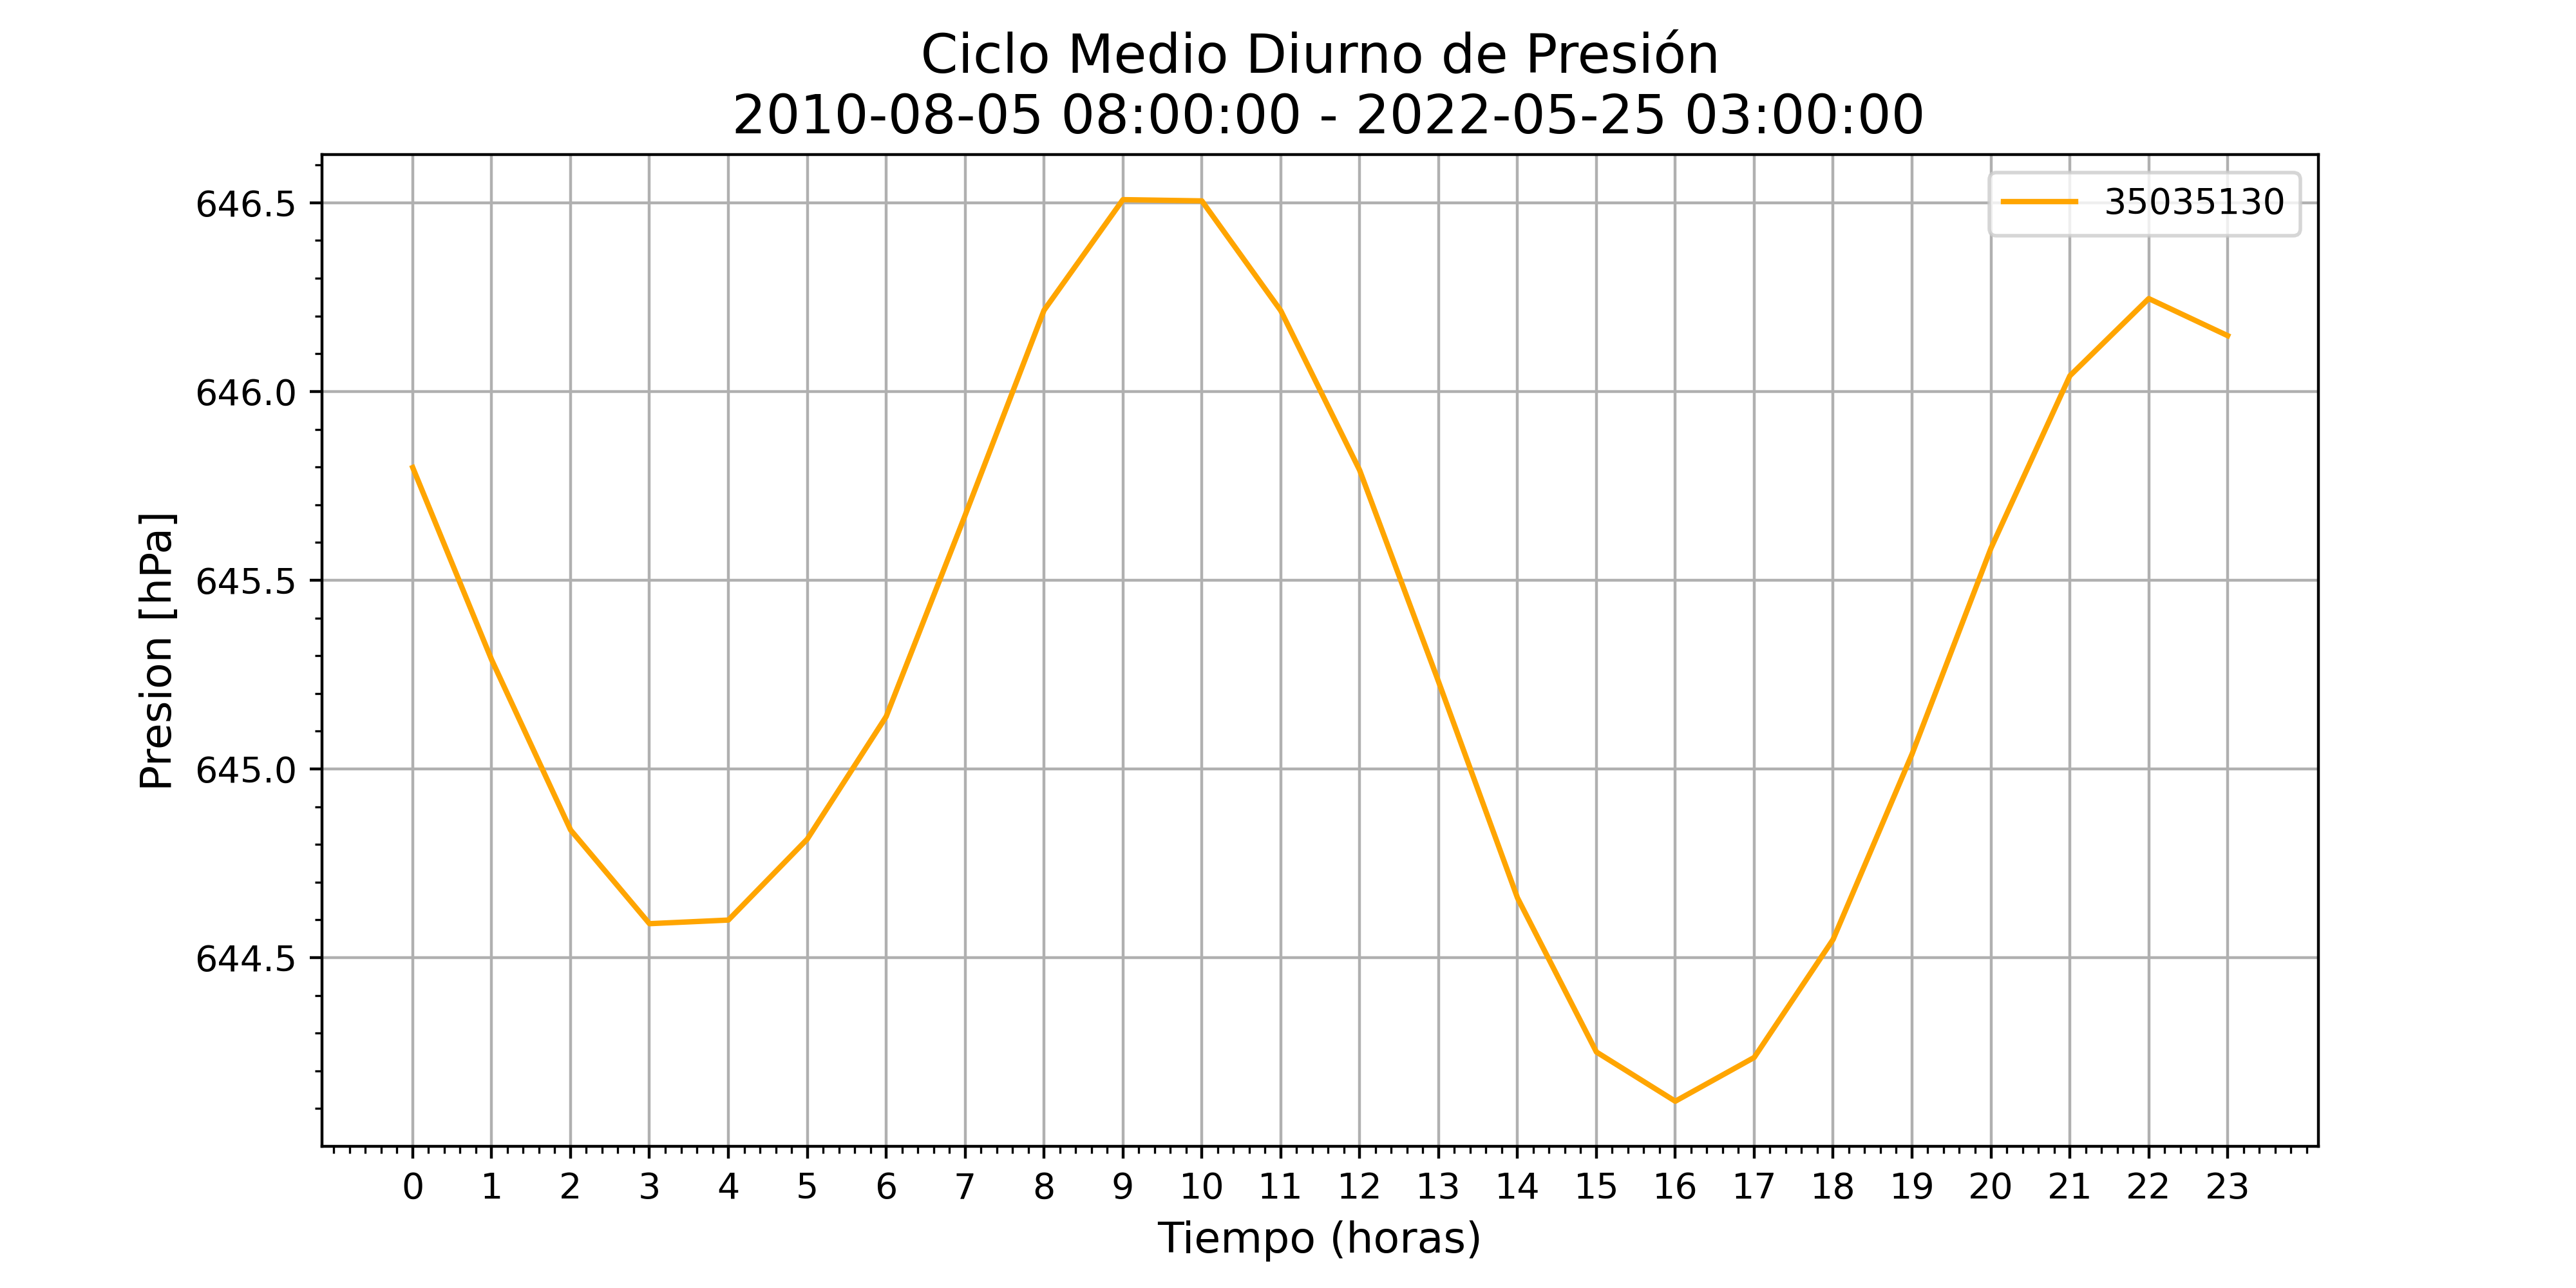 Ciclo Medio Diurno de Presión
2010-08-05 08:00:00 - 2022-05-25 03:00:00
35035130
Presion [hPa]
646.5
646.0
645.5
645.0
644.5
0 1 2 3 4 5 6 7 8 9 10 11 12 13 14 15 16 17 18 19 20 21 22 23
Tiempo (horas)